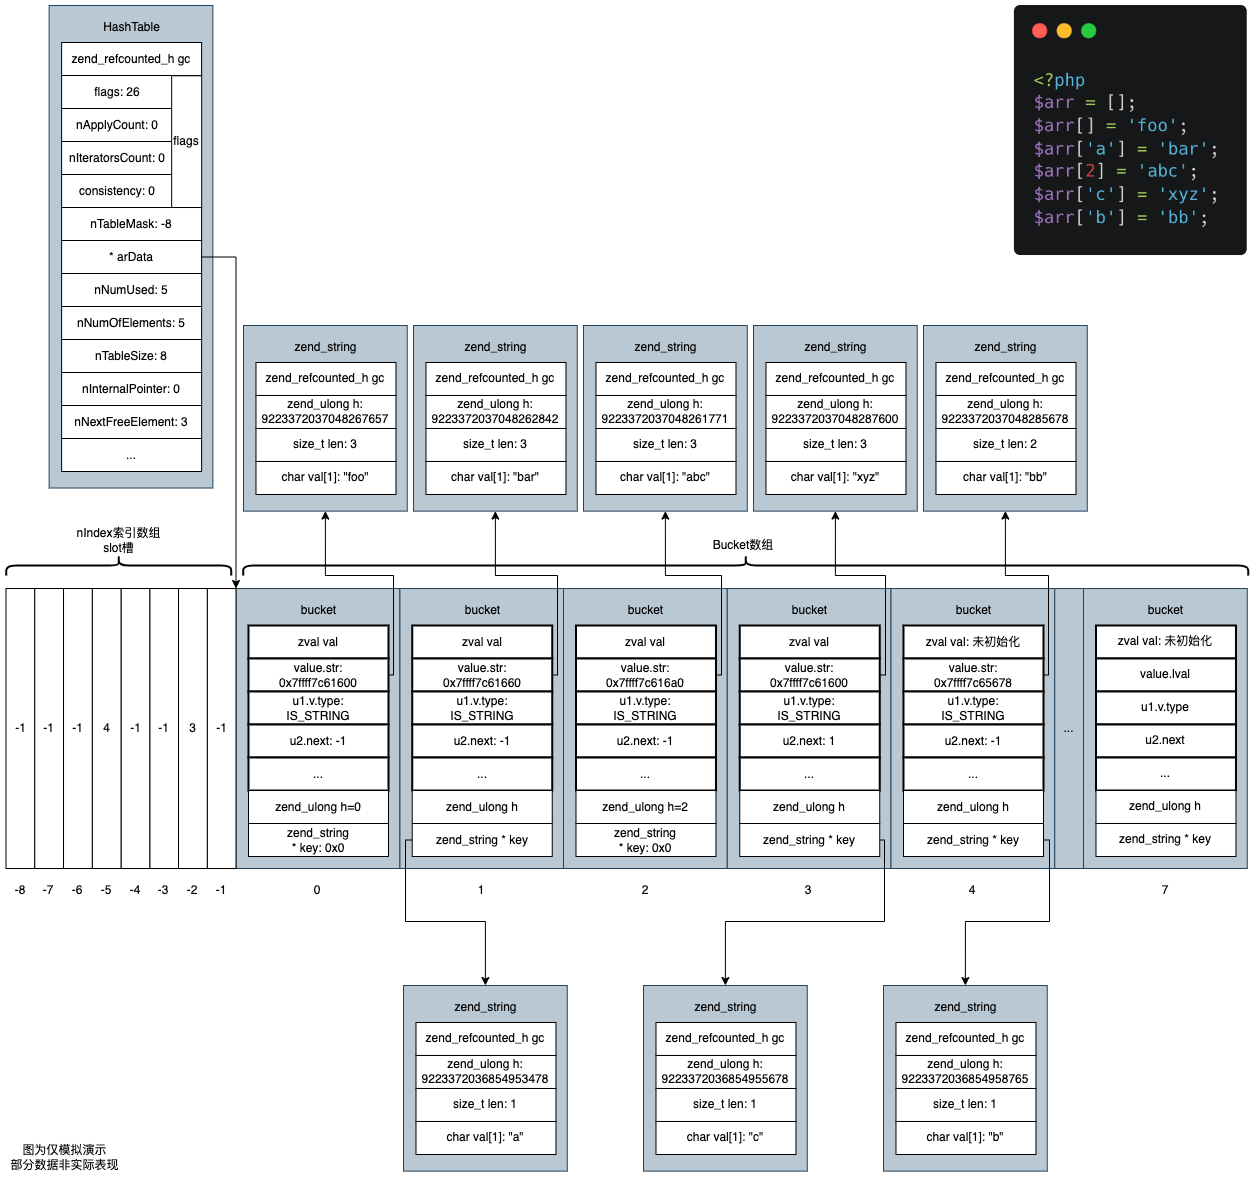 HashTable
zend_refcounted_h gc
flags: 26
nApplyCount: 0
nIteratorsCount: 0
consistency: 0
flags
nTableMask: -8
* arData
nNumUsed: 5
nNumOfElements: 5
nTableSize: 8
nInternalPointer: 0
nNextFreeElement: 3
...
<?php
$arr = [];
$arr[] = 'foo';
$arr['a'] = 'bar';
$arr[2] = 'abc';
$arr['c'] = 'xyz';
$arr['b'] = 'bb';
zend_string
zend_refcounted_h gc
zend_ulong h:
9223372037048267657
size_t len: 3
char val[1]: "foo"
zend_string
zend_refcounted_h gc
zend_ulong h:
9223372037048262842
size_t len: 3
char val[1]: "bar"
zend_string
zend_refcounted_h gc
zend_ulong h:
9223372037048261771
size_t len: 3
char val[1]: "abc"
zend_string
zend_refcounted_h gc
zend_ulong h:
9223372037048287600
size_t len: 3
char val[1]: "xyz"
zend_string
zend_refcounted_h gc
zend_ulong h:
9223372037048285678
size_t len: 2
char val[1]: "bb"
nIndex索引数组
slot槽
Bucket数组
-1 -1 -1 4 -1 -1 3 -1
-8 -7 -6 -5 -4 -3 -2 -1
bucket
zval val
value.str:
0x7ffff7c61600
u1.v.type:
IS_STRING
u2.next: -1
...
zend_ulong h=0
zend_string
* key: 0x0
0
bucket
zval val
value.str:
0x7ffff7c61660
u1.v.type:
IS_STRING
u2.next: -1
...
zend_ulong h
zend_string * key
1
bucket
zval val
value.str:
0x7ffff7c616a0
u1.v.type:
IS_STRING
u2.next: -1
...
zend_ulong h=2
zend_string
* key: 0x0
2
bucket
zval val
value.str:
0x7ffff7c61600
u1.v.type:
IS_STRING
u2.next: 1
...
zend_ulong h
zend_string * key
3
bucket
zval val: 未初始化
value.str:
0x7ffff7c65678
u1.v.type:
IS_STRING
u2.next: -1
...
zend_ulong h
zend_string * key
4
...
bucket
zval val: 未初始化
value.lval
u1.v.type
u2.next
...
zend_ulong h
zend_string * key
7
zend_string
zend_refcounted_h gc
zend_ulong h:
9223372036854953478
size_t len: 1
char val[1]: "a"
zend_string
zend_refcounted_h gc
zend_ulong h:
9223372036854955678
size_t len: 1
char val[1]: "c"
zend_string
zend_refcounted_h gc
zend_ulong h:
9223372036854958765
size_t len: 1
char val[1]: "b"
图为仅模拟演示
部分数据非实际表现